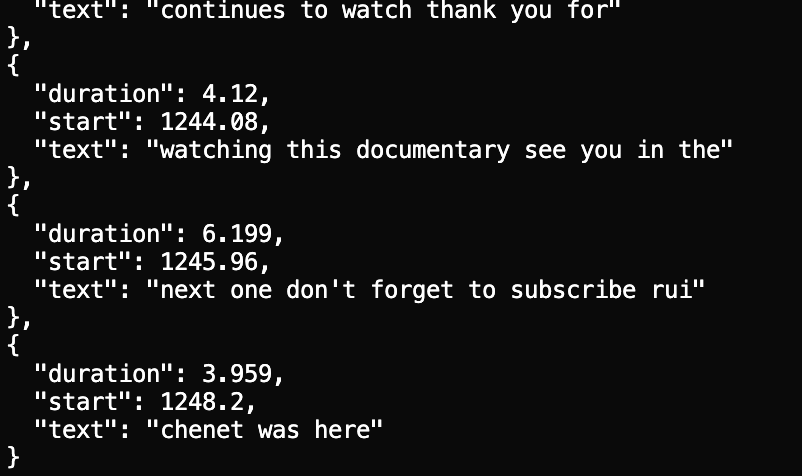 "text": "continues to watch thank you for"
},
{
"duration": 4.12,
"start": 1244.08,
"text": "watching this documentary see you in the"
},
{
"duration": 6.199,
"start": 1245.96,
"text": "next one don't forget to subscribe rui"
},
{
"duration": 3.959,
"start": 1248.2,
"text": "chenet was here"
}